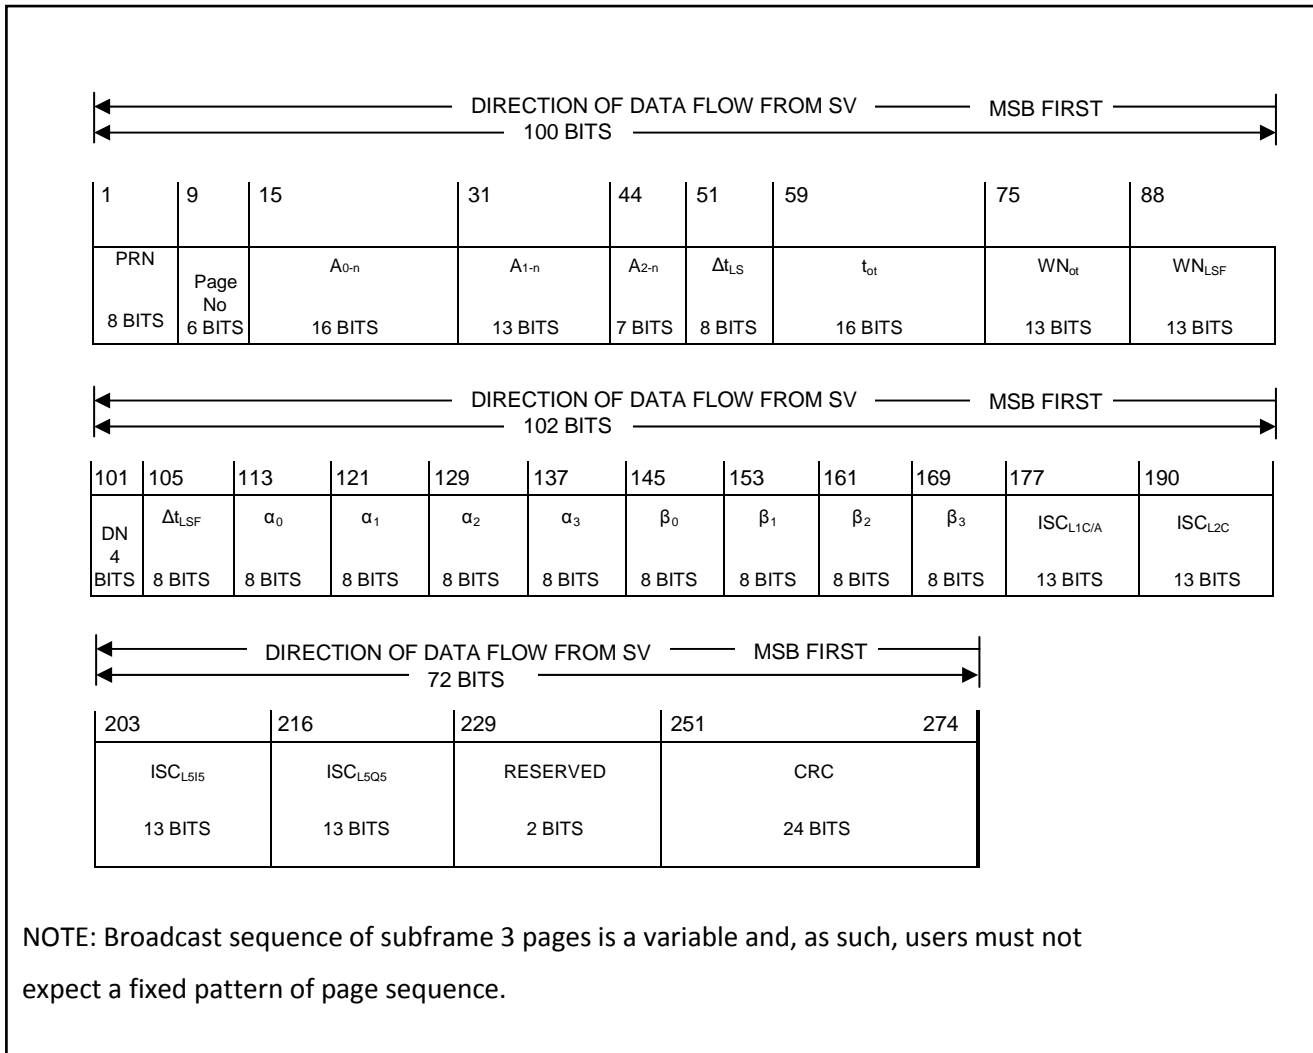 DIRECTION OF DATA FLOW FROM SV MSB FIRST
100 BITS
1 9 15 31 44 51 59 75 88
PRN
8 BITS
Page
No
6 BITS
A0-n
16 BITS
A1-n
13 BITS
A2-n
7 BITS
ΔtLS
8 BITS
tot
16 BITS
WNot
13 BITS
WNLSF
13 BITS
DIRECTION OF DATA FLOW FROM SV MSB FIRST
102 BITS
101 105 113 121 129 137 145 153 161 169 177 190
DN
4
BITS
ΔtLSF
8 BITS
α0
8 BITS
α1
8 BITS
α2
8 BITS
α3
8 BITS
β0
8 BITS
β1
8 BITS
β2
8 BITS
β3
8 BITS
ISCL1C/A
13 BITS
ISCL2C
13 BITS
DIRECTION OF DATA FLOW FROM SV MSB FIRST
72 BITS
203 216 229 251 274
ISCL5I5
13 BITS
ISCL5Q5
13 BITS
RESERVED
2 BITS
CRC
24 BITS
NOTE: Broadcast sequence of subframe 3 pages is a variable and, as such, users must not
expect a fixed pattern of page sequence.